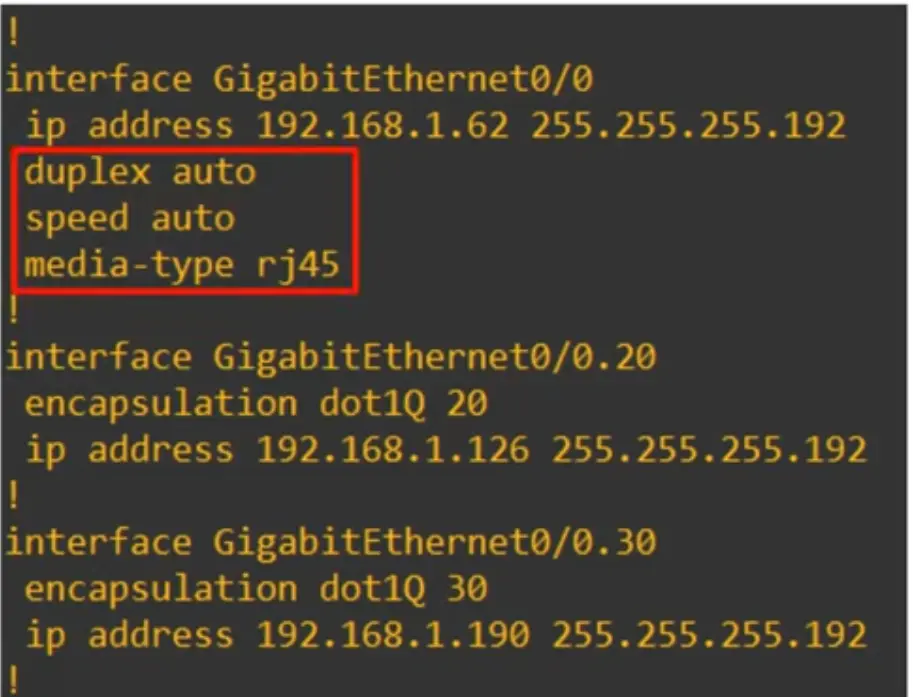 !
interface GigabitEthernet0/0
ip address 192.168.1.62 255.255.255.192
duplex auto
speed auto
media-type rj45
!
interface GigabitEthernet0/0.20
encapsulation dot1Q 20
ip address 192.168.1.126 255.255.255.192
!
interface GigabitEthernet0/0.30
encapsulation dot1Q 30
ip address 192.168.1.190 255.255.255.192
!